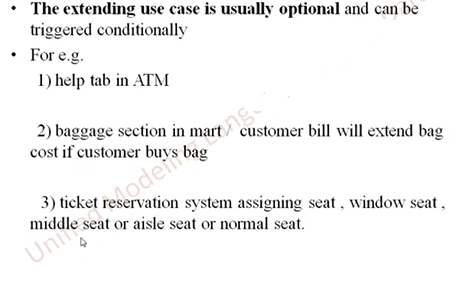 • The extending use case is usually optional and can be
triggered conditionally
• For e.g.
1) help tab in ATM
2) baggage section in mart / customer bill will extend bag
cost if customer buys bag
3) ticket reservation system assigning seat , window seat ,
middle seat or aisle seat or normal seat.
Unified Modeling